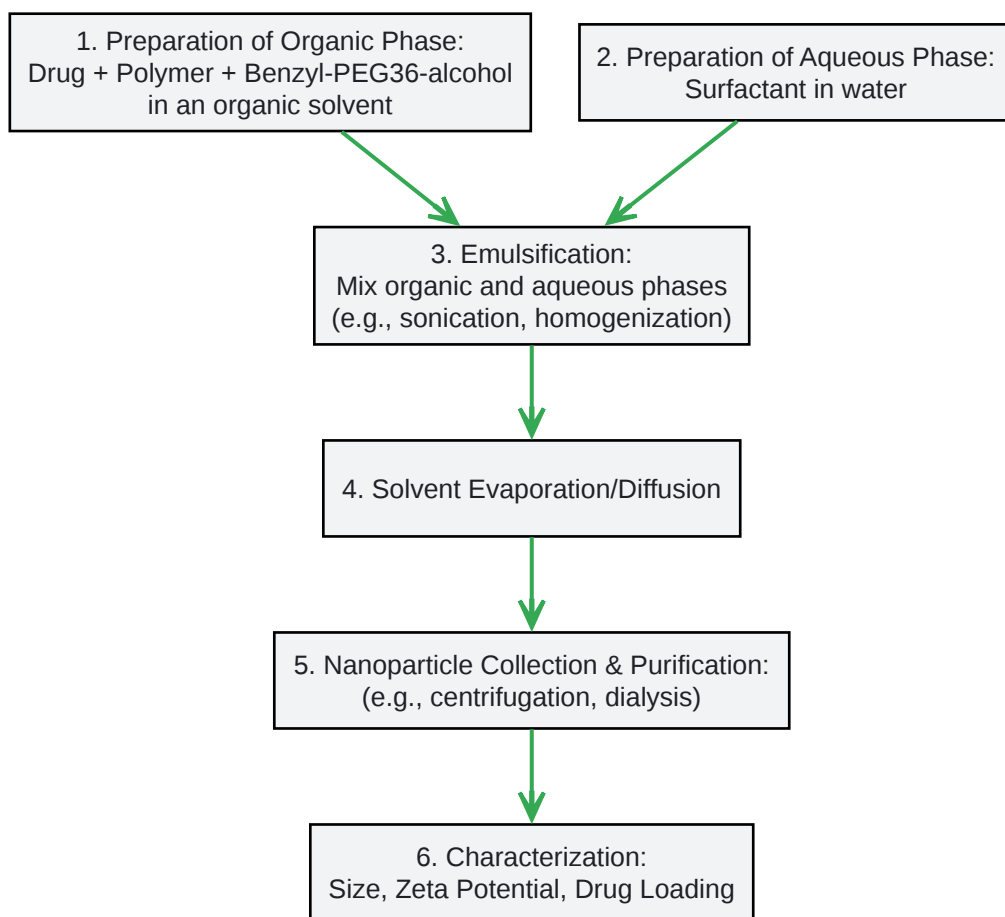 1. Preparation of Organic Phase:
Drug + Polymer + Benzyl-PEG36-alcohol
in an organic solvent
2. Preparation of Aqueous Phase:
Surfactant in water
3. Emulsification:
Mix organic and aqueous phases
(e.g., sonication, homogenization)
4. Solvent Evaporation/Diffusion
5. Nanoparticle Collection & Purification:
(e.g., centrifugation, dialysis)
6. Characterization:
Size, Zeta Potential, Drug Loading